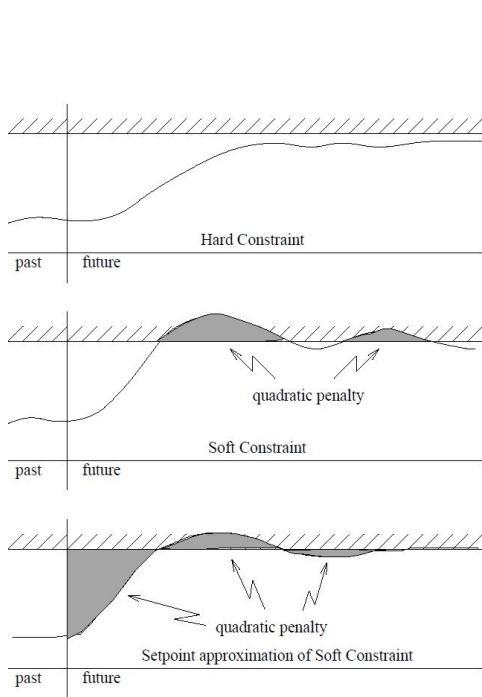 Hard Constraint
past future
quadratic penalty
Soft Constraint
past future
quadratic penalty
Setpoint approximation of Soft Constraint
past future